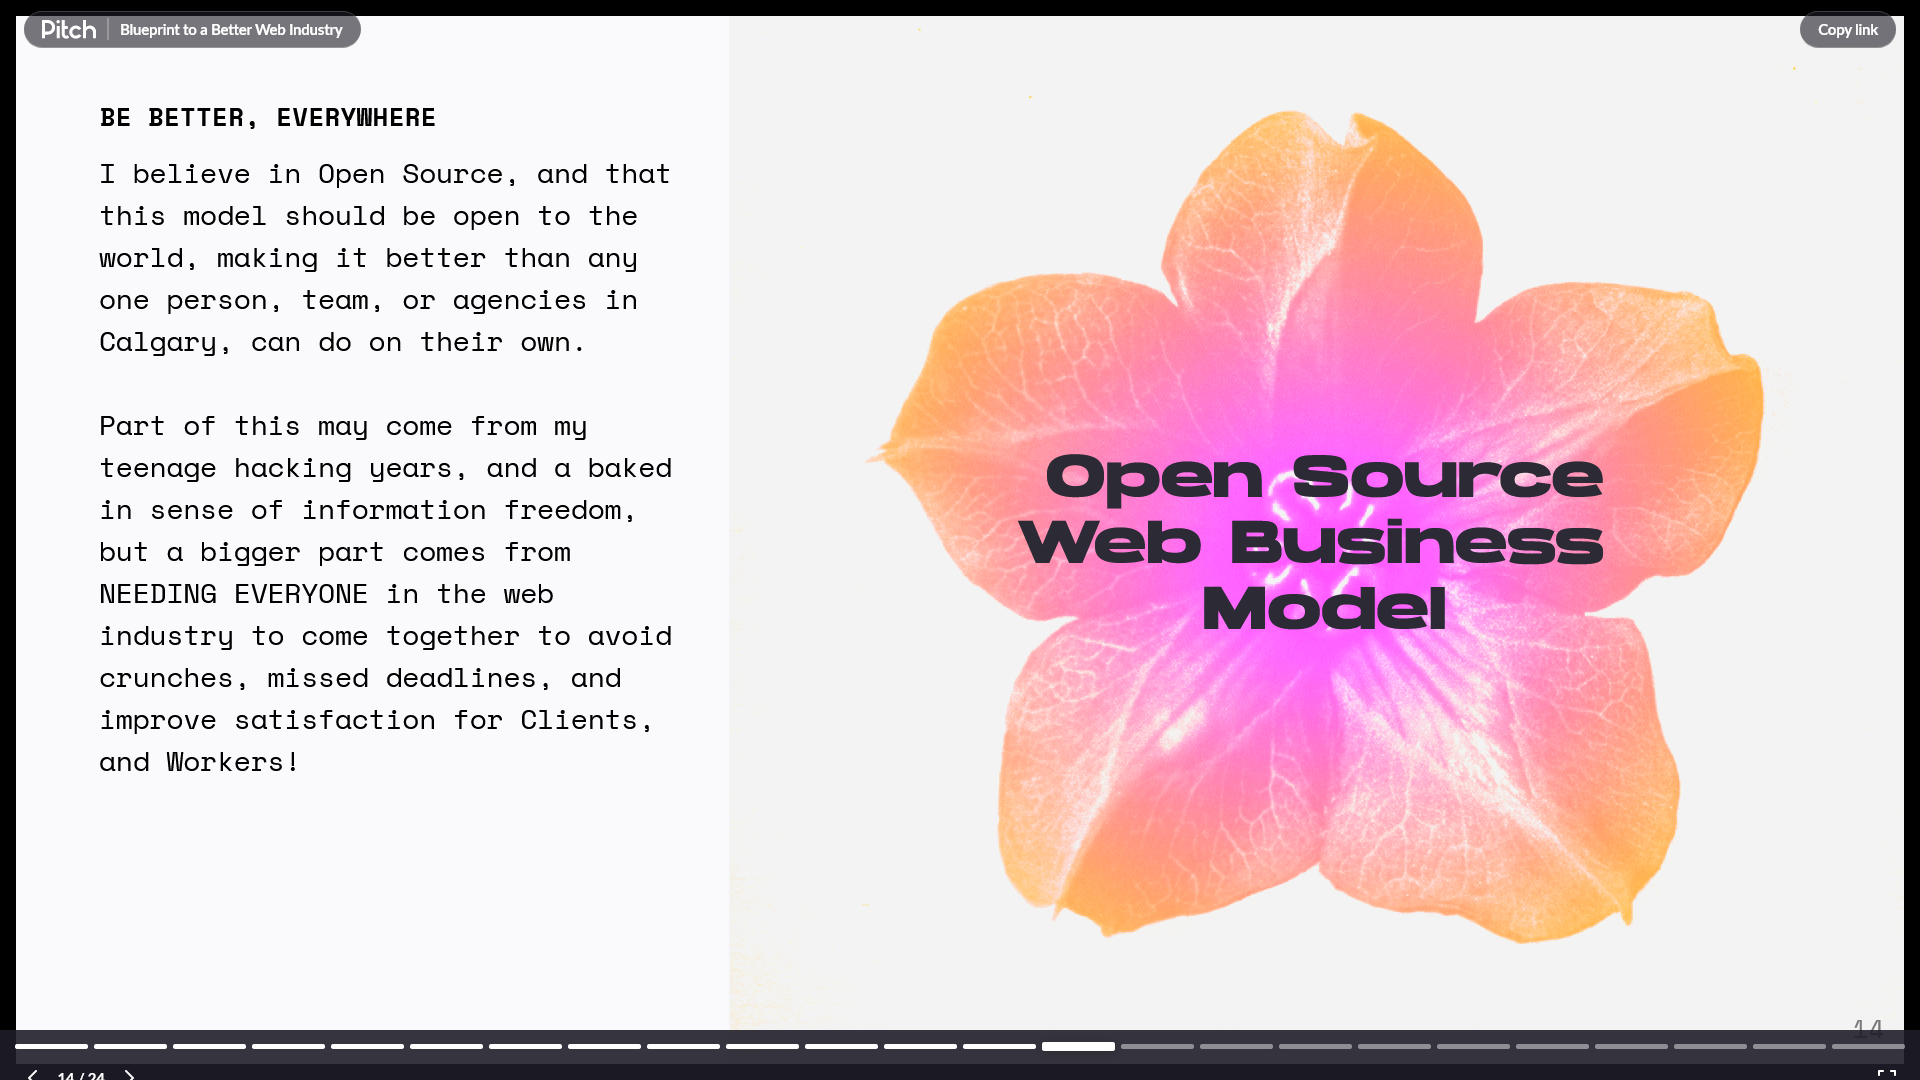 Pitch
Blueprint to a Better Web Industry
Copy link
BE BETTER, EVERYWHERE
I believe in Open Source, and that
this model should be open to the
world, making it better than any
one person, team, or agencies in
Calgary, can do on their own.
Part of this may come from my
teenage hacking years, and a baked
in sense of information freedom,
but a bigger part comes from
NEEDING EVERYONE in the web
industry to come together to avoid
crunches, missed deadlines, and
improve satisfaction for Clients,
and Workers!
Open Source
Web Business
Model
14
14 / 24